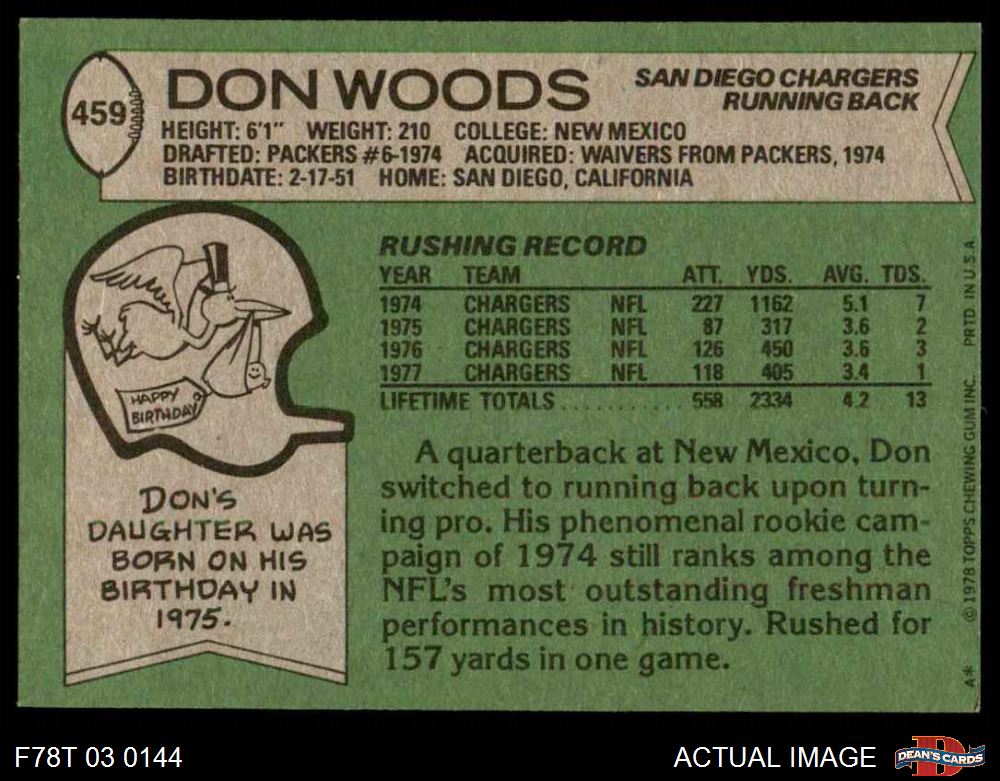 459
DON WOODS
SAN DIEGO CHARGERS
RUNNING BACK
HEIGHT: 6'1" WEIGHT: 210 COLLEGE: NEW MEXICO
DRAFTED: PACKERS #6-1974 ACQUIRED: WAIVERS FROM PACKERS, 1974
BIRTHDATE: 2-17-51 HOME: SAN DIEGO, CALIFORNIA
HAPPY
BIRTHDAY
DON'S
DAUGHTER WAS
BORN ON HIS
BIRTHDAY IN
1975.
RUSHING RECORD
YEAR TEAM ATT. YDS. AVG. TDS.
1974 CHARGERS NFL 227 1162 5.1 7
1975 CHARGERS NFL 87 317 3.6 2
1976 CHARGERS NFL 126 450 3.6 3
1977 CHARGERS NFL 118 405 3.4 1
LIFETIME TOTALS............ 558 2334 4.2 13
A quarterback at New Mexico, Don
switched to running back upon turn-
ing pro. His phenomenal rookie cam-
paign of 1974 still ranks among the
NFL's most outstanding freshman
performances in history. Rushed for
157 yards in one game.
A* © 1978 TOPPS CHEWING GUM INC. PRTD. IN U.S.A.
F78T 03 0144
ACTUAL IMAGE
D
DEAN'S CARDS